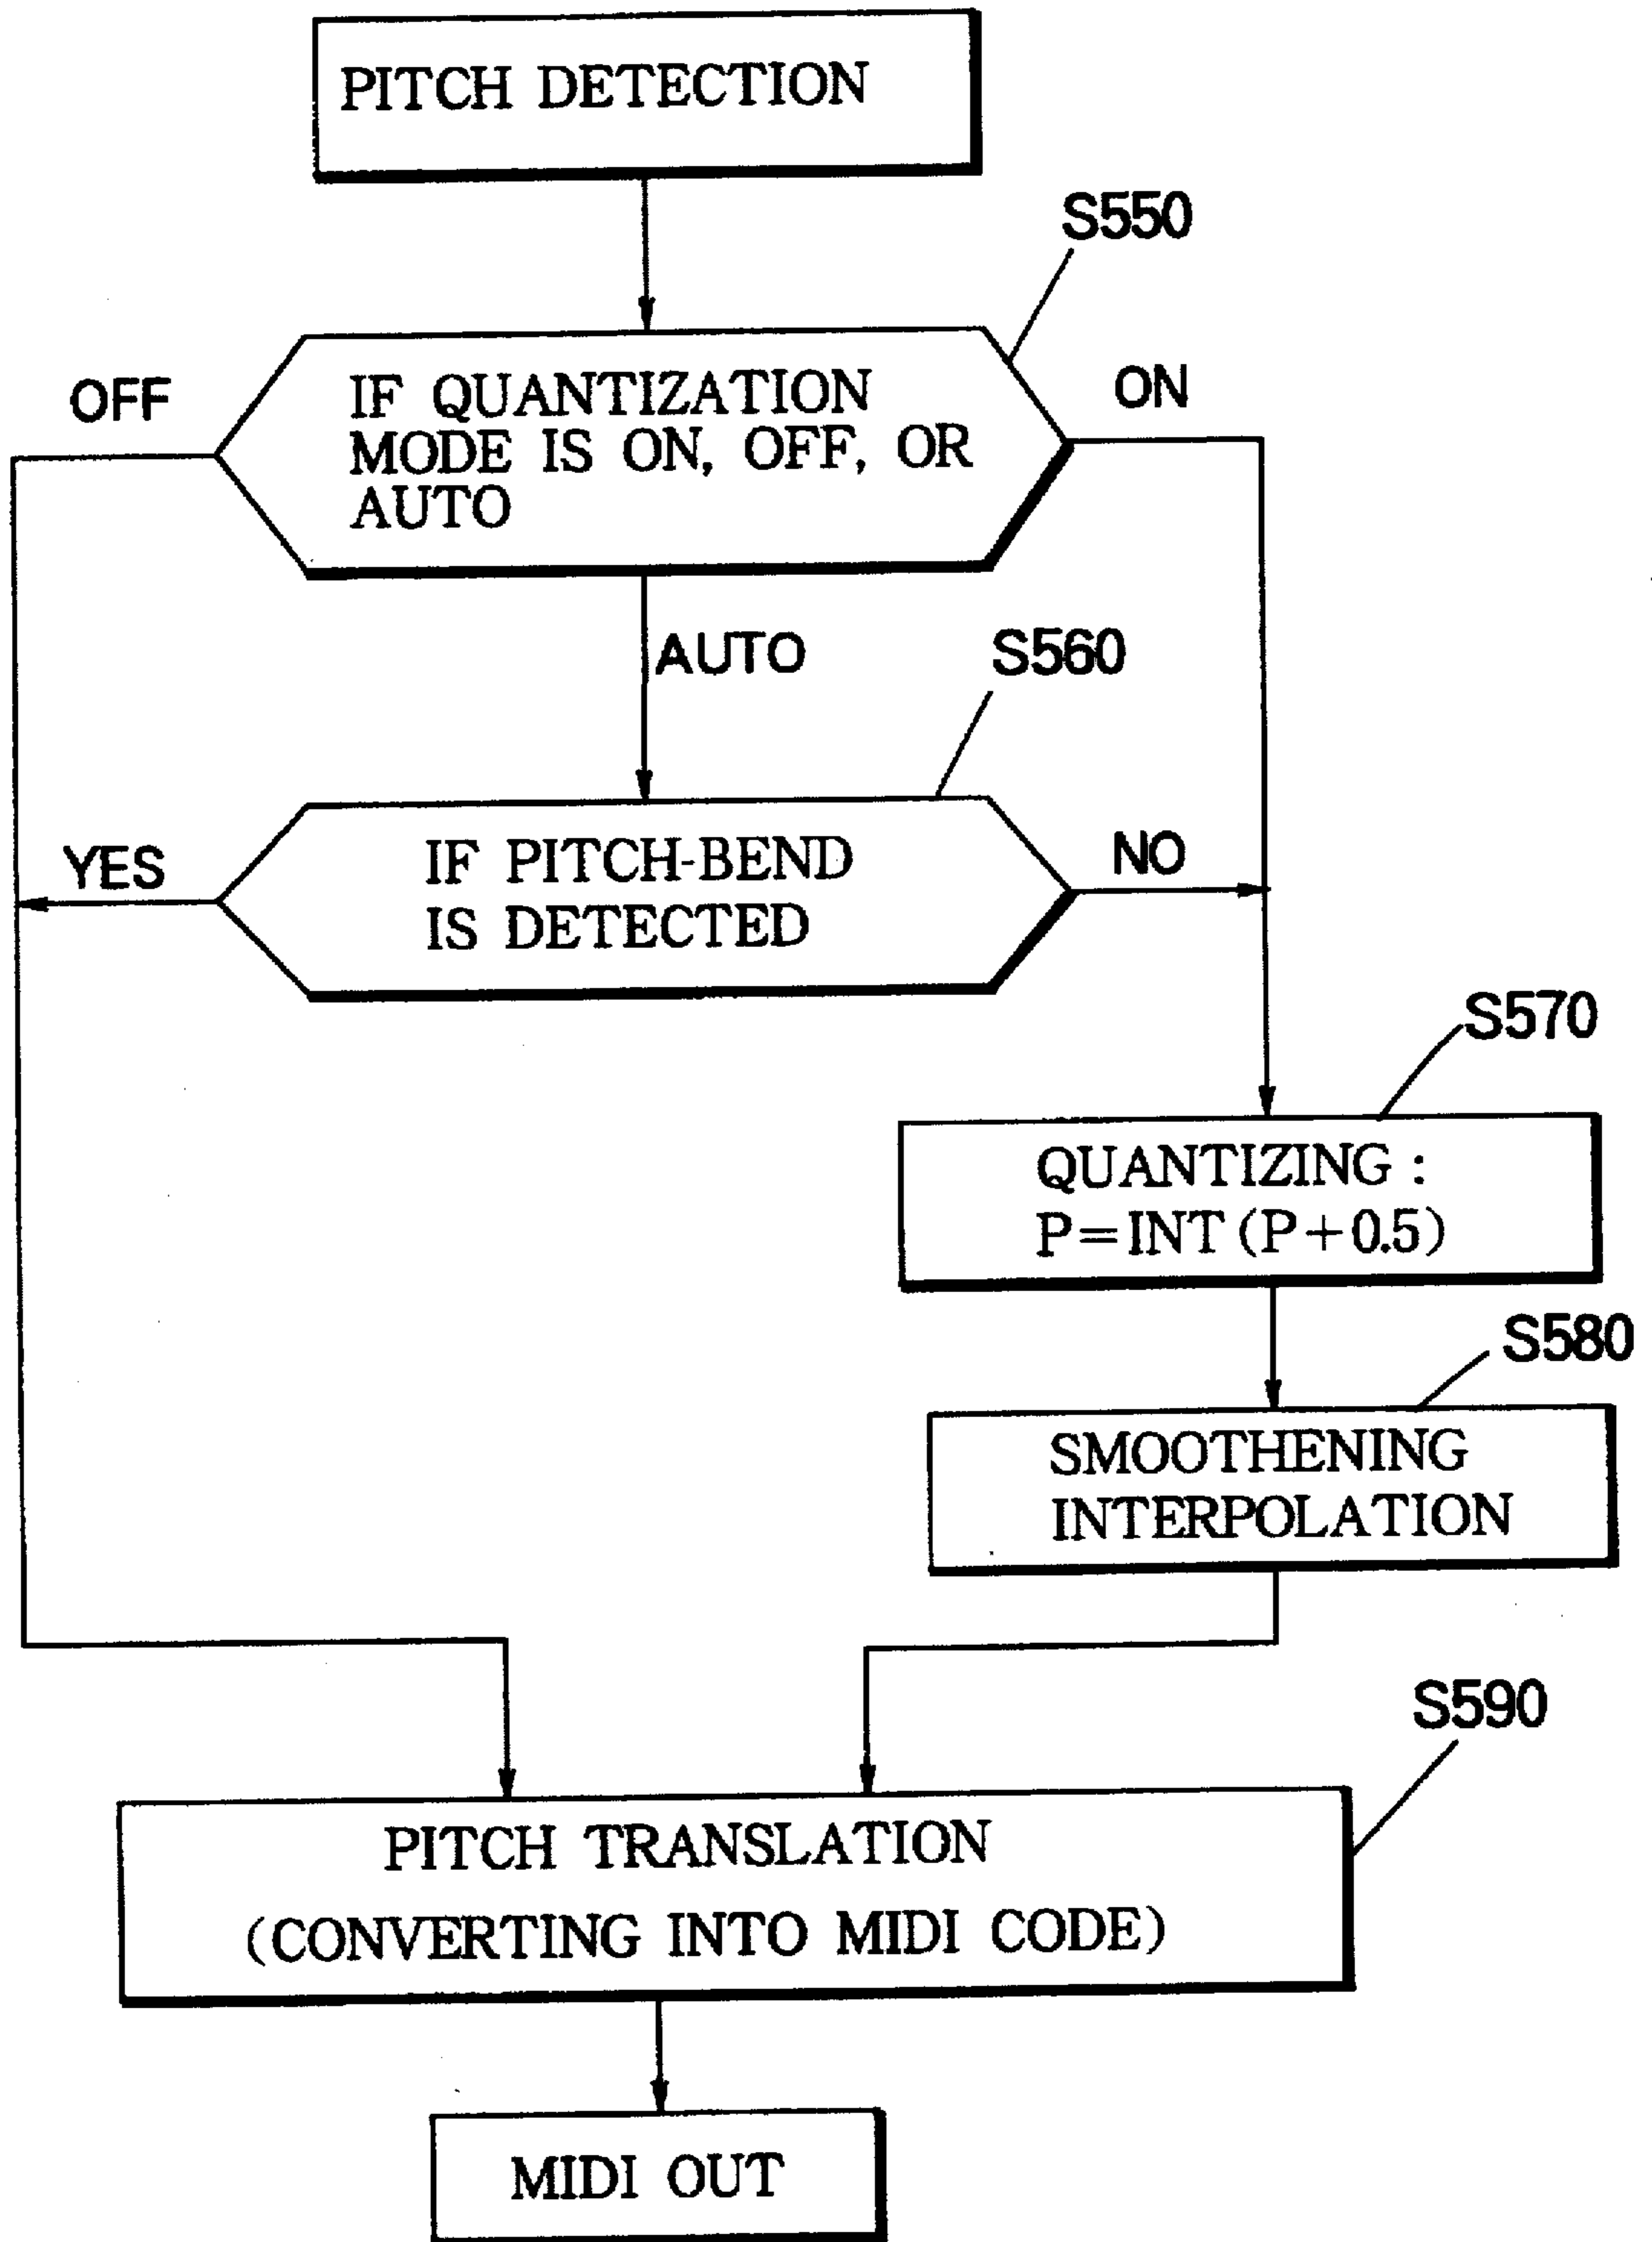 PITCH DETECTION
S550
OFF
IF QUANTIZATION
MODE IS ON, OFF, OR
AUTO
ON
AUTO
S560
YES
IF PITCH-BEND
IS DETECTED
NO
S570
QUANTIZING :
P=INT (P+0.5)
S580
SMOOTHENING
INTERPOLATION
S590
PITCH TRANSLATION
(CONVERTING INTO MIDI CODE)
MIDI OUT